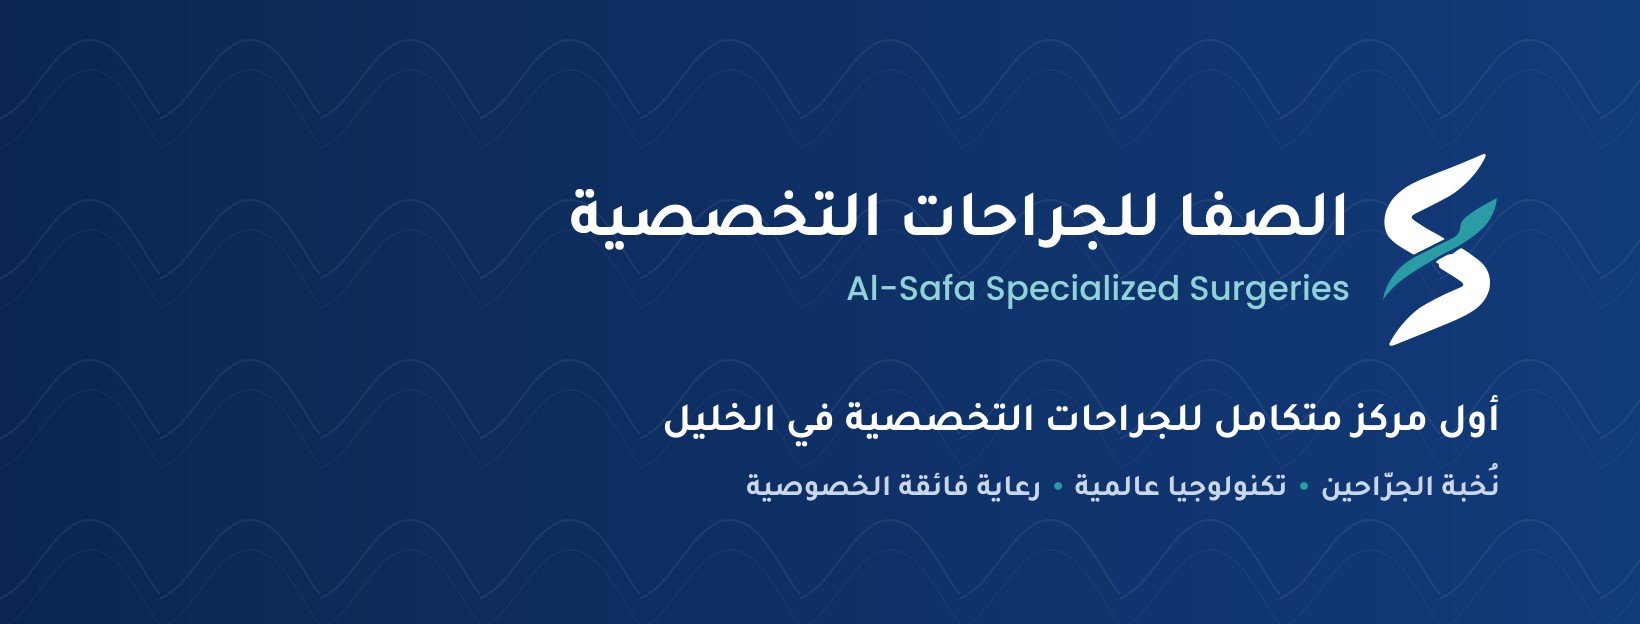 الصفا للجراحات التخصصية
Al-Safa Specialized Surgeries
أول مركز متكامل للجراحات التخصصية في الخليل
نُخبة الجرّاحين • تكنولوجيا عالمية • رعاية فائقة الخصوصية